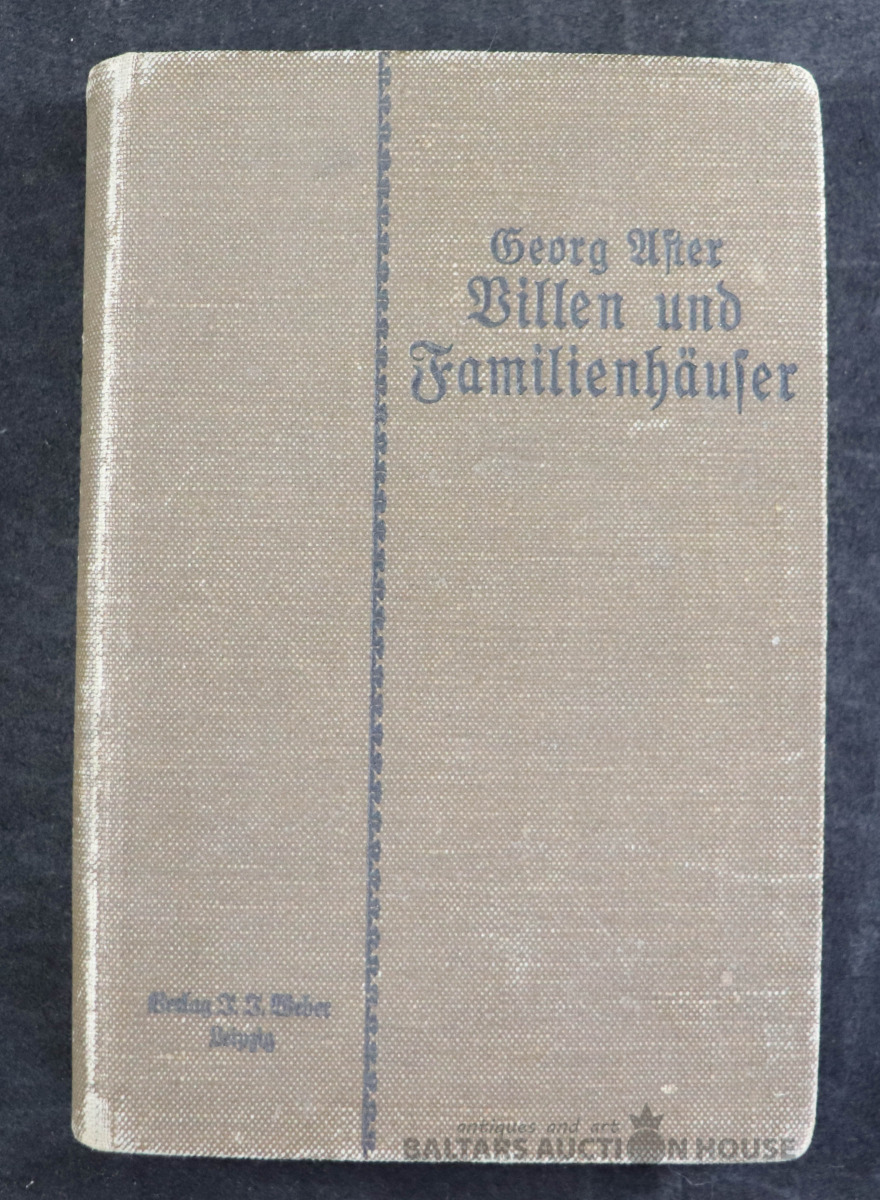 Georg Aster
Villen und
Familienhäuser
Verlag J. J. Weber
Leipzig
antiques and art
BALTARS AUCTION HOUSE